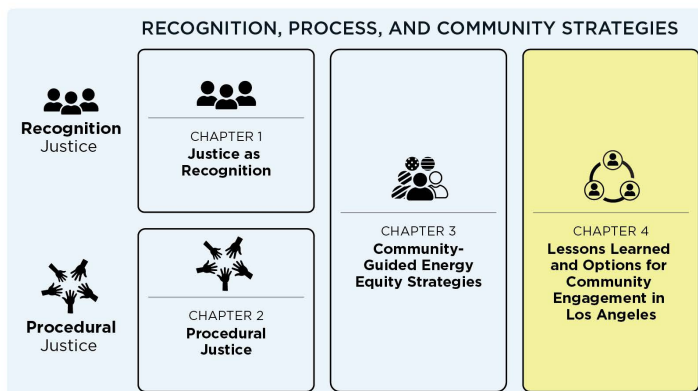 RECOGNITION, PROCESS, AND COMMUNITY STRATEGIES
Recognition
Justice
CHAPTER 1
Justice as
Recognition
Procedural
Justice
CHAPTER 2
Procedural
Justice
CHAPTER 3
Community-
Guided Energy
Equity Strategies
CHAPTER 4
Lessons Learned
and Options for
Community
Engagement in
Los Angeles